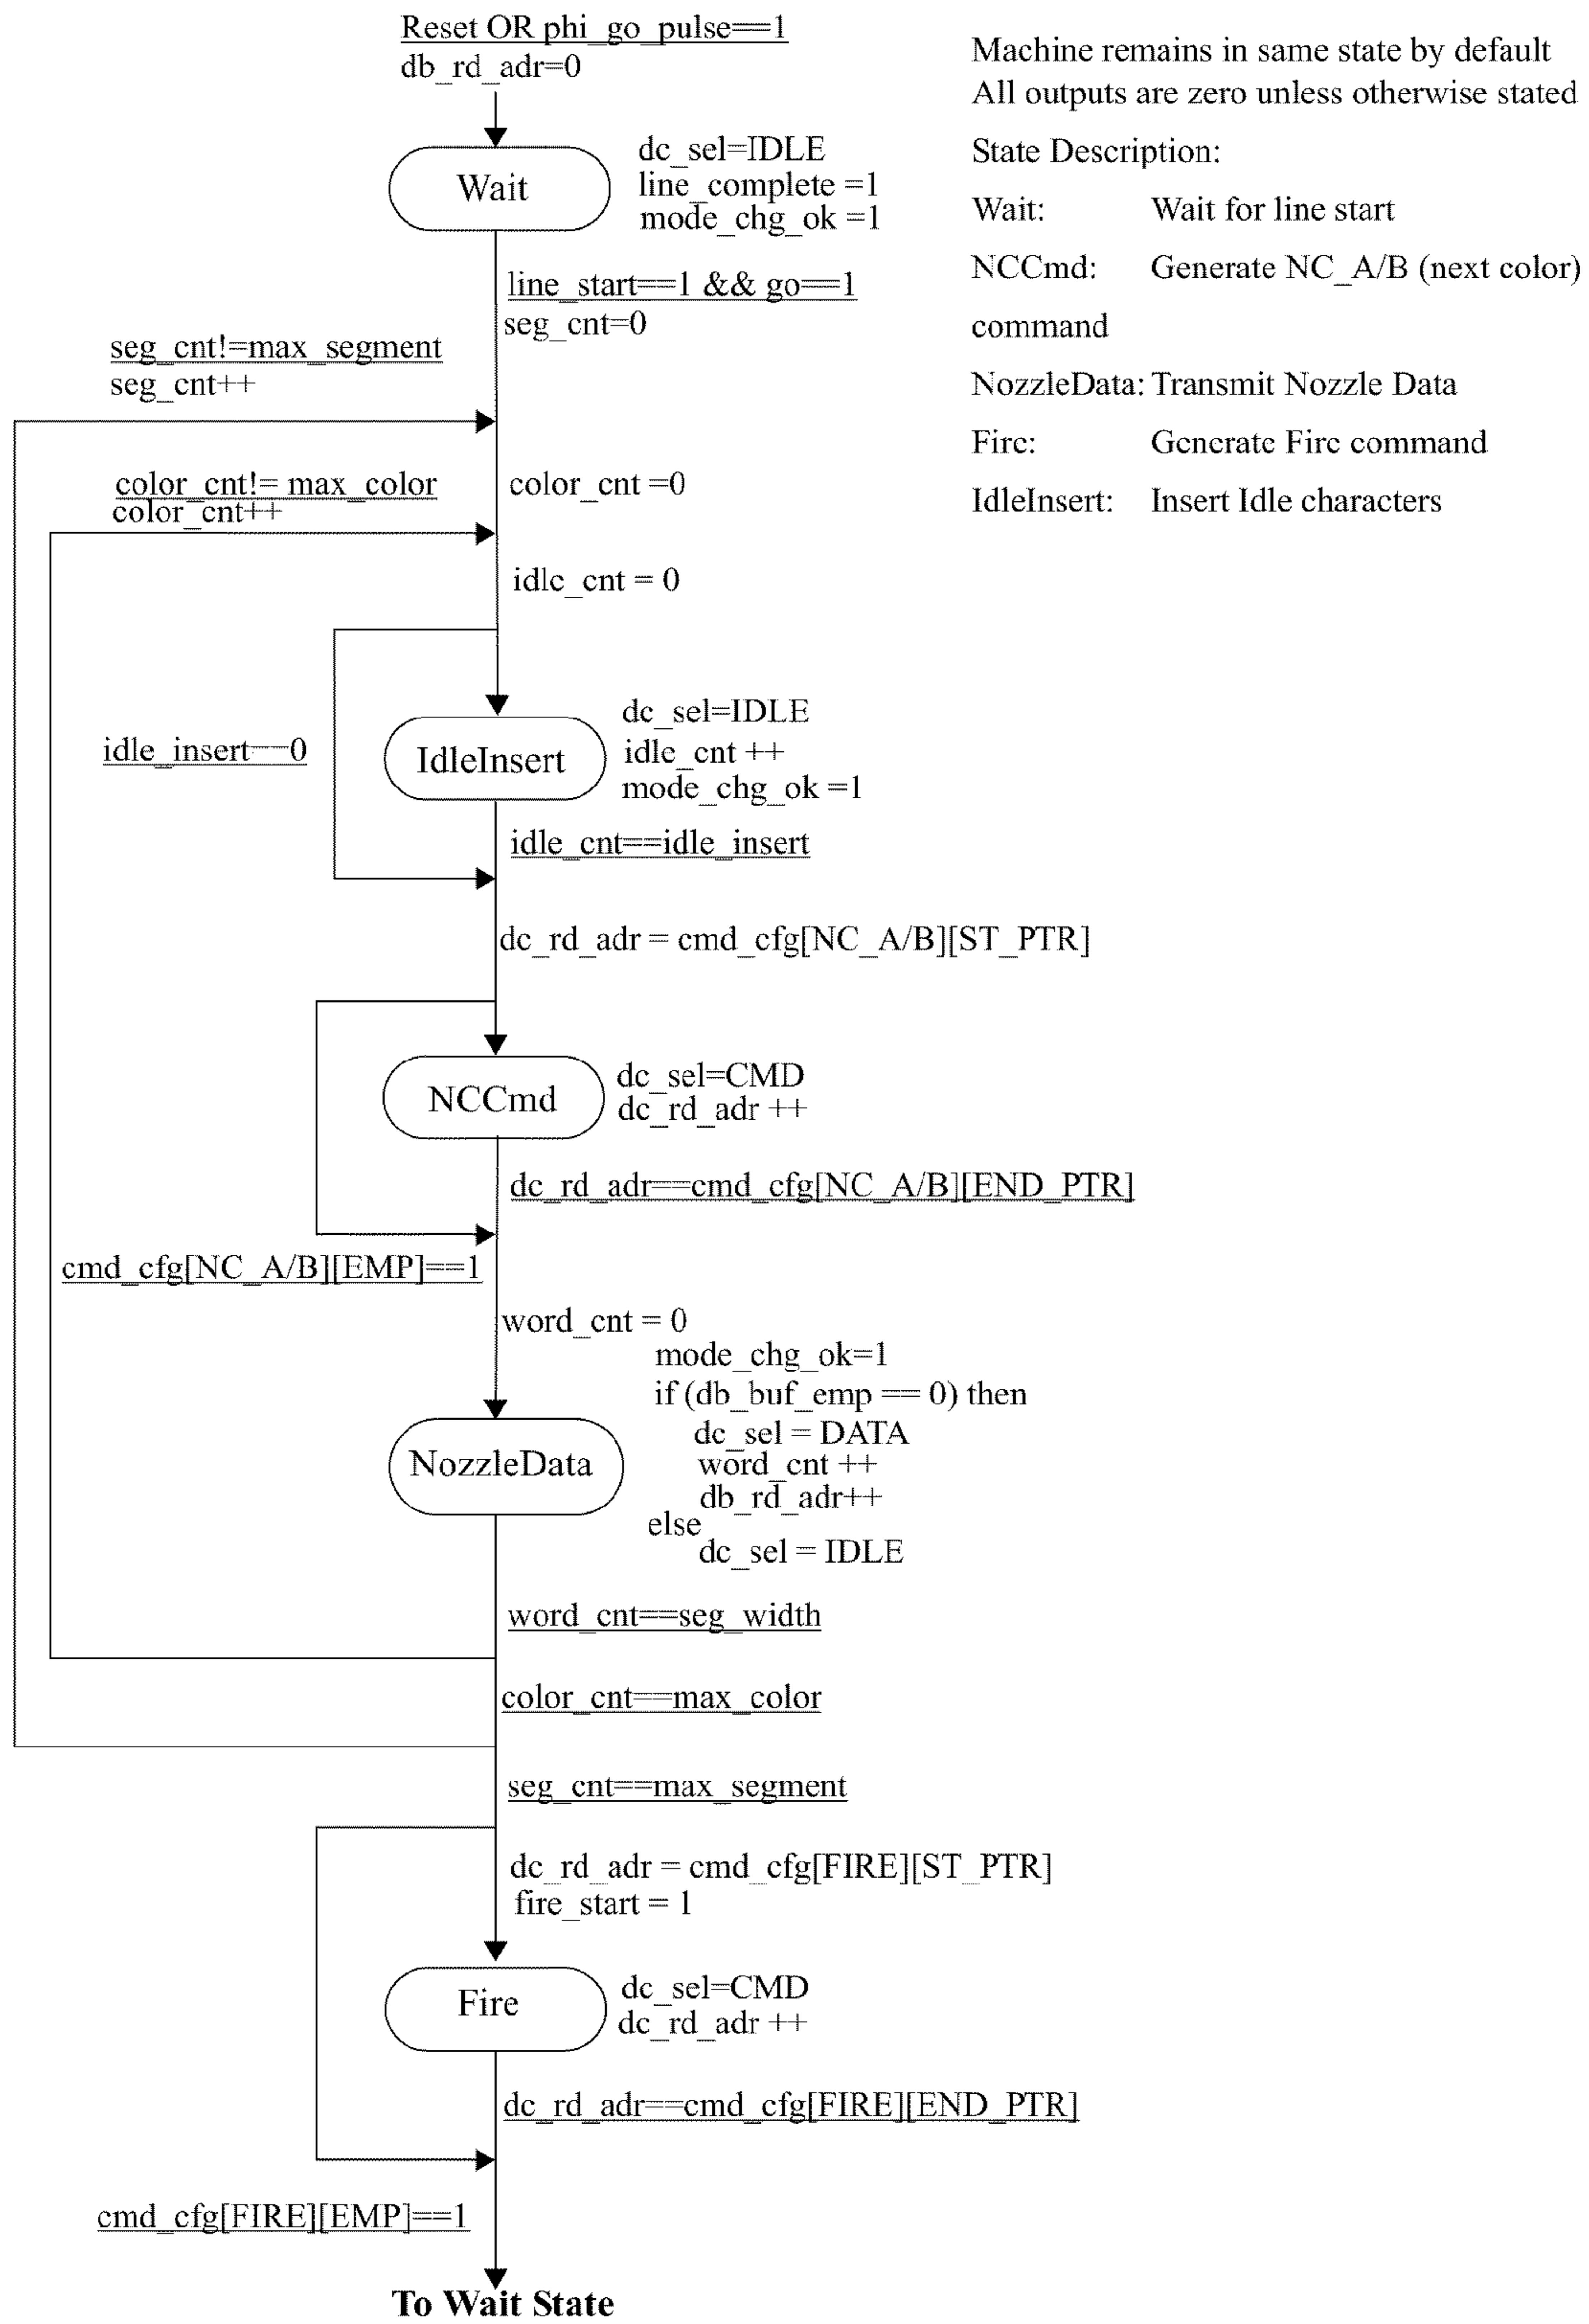 Reset OR phi_go_pulse==1
db_rd_adr=0
Machine remains in same state by default
All outputs are zero unless otherwise stated
State Description:
Wait: Wait for line start
NCCmd: Generate NC_A/B (next color)
command
NozzleData: Transmit Nozzle Data
Fire: Generate Fire command
IdleInsert: Insert Idle characters
Wait
dc_sel=IDLE
line_complete =1
mode_chg_ok =1
line_start==1 && go==1
seg_cnt=0
seg_cnt!=max_segment
seg_cnt++
color_cnt!= max_color
color_cnt++
color_cnt =0
idle_cnt = 0
idle_insert==0
IdleInsert
dc_sel=IDLE
idle_cnt ++
mode_chg_ok =1
idle_cnt==idle_insert
dc_rd_adr = cmd_cfg[NC_A/B][ST_PTR]
NCCmd
dc_sel=CMD
dc_rd_adr ++
dc_rd_adr==cmd_cfg[NC_A/B][END_PTR]
cmd_cfg[NC_A/B][EMP]==1
word_cnt = 0
NozzleData
mode_chg_ok=1
if (db_buf_emp == 0) then
dc_sel = DATA
word_cnt ++
db_rd_adr++
else
dc_sel = IDLE
word_cnt==seg_width
color_cnt==max_color
seg_cnt==max_segment
dc_rd_adr = cmd_cfg[FIRE][ST_PTR]
fire_start = 1
Fire
dc_sel=CMD
dc_rd_adr ++
dc_rd_adr==cmd_cfg[FIRE][END_PTR]
cmd_cfg[FIRE][EMP]==1
To Wait State